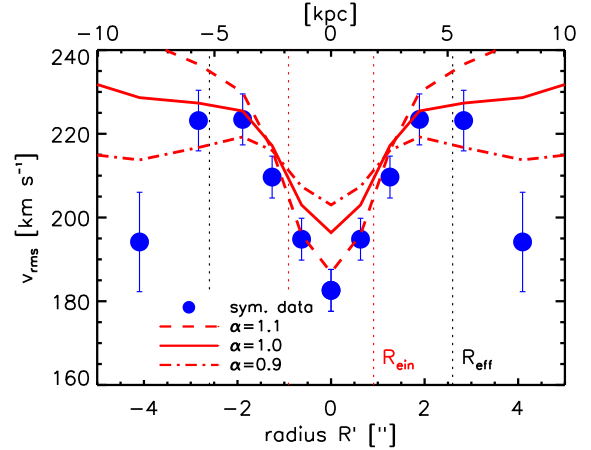 [kpc]
−10 −5 0 5 10
240
220
200
180
160
v_rms [km s⁻¹]
sym. data
α=1.1
α=1.0
α=0.9
R_ein
R_eff
−4 −2 0 2 4
radius R' ["]